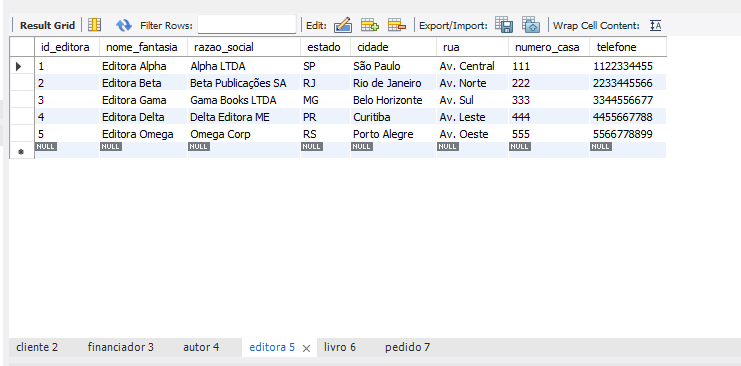 Result Grid Filter Rows: Edit: Export/Import: Wrap Cell Content: IA
id_editora nome_fantasia razao_social estado cidade rua numero_casa telefone
1 Editora Alpha Alpha LTDA SP São Paulo Av. Central 111 1122334455
2 Editora Beta Beta Publicações SA RJ Rio de Janeiro Av. Norte 222 2233445566
3 Editora Gama Gama Books LTDA MG Belo Horizonte Av. Sul 333 3344556677
4 Editora Delta Delta Editora ME PR Curitiba Av. Leste 444 4455667788
5 Editora Omega Omega Corp RS Porto Alegre Av. Oeste 555 5566778899
NULL NULL NULL NULL NULL NULL NULL NULL
cliente 2 financiador 3 autor 4 editora 5 livro 6 pedido 7